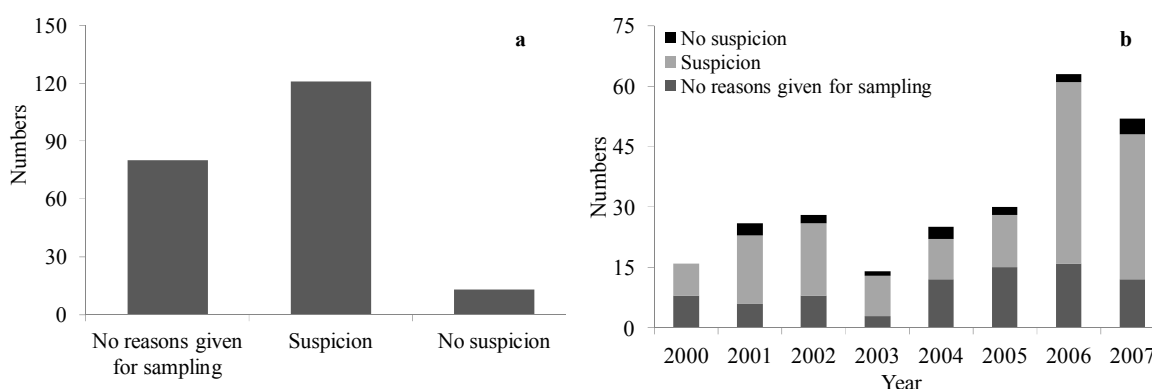 150
120
90
60
30
0
Numbers
a
No reasons given
for sampling
Suspicion
No suspicion
75
60
45
30
15
0
Numbers
b
No suspicion
Suspicion
No reasons given for sampling
2000 2001 2002 2003 2004 2005 2006 2007
Year